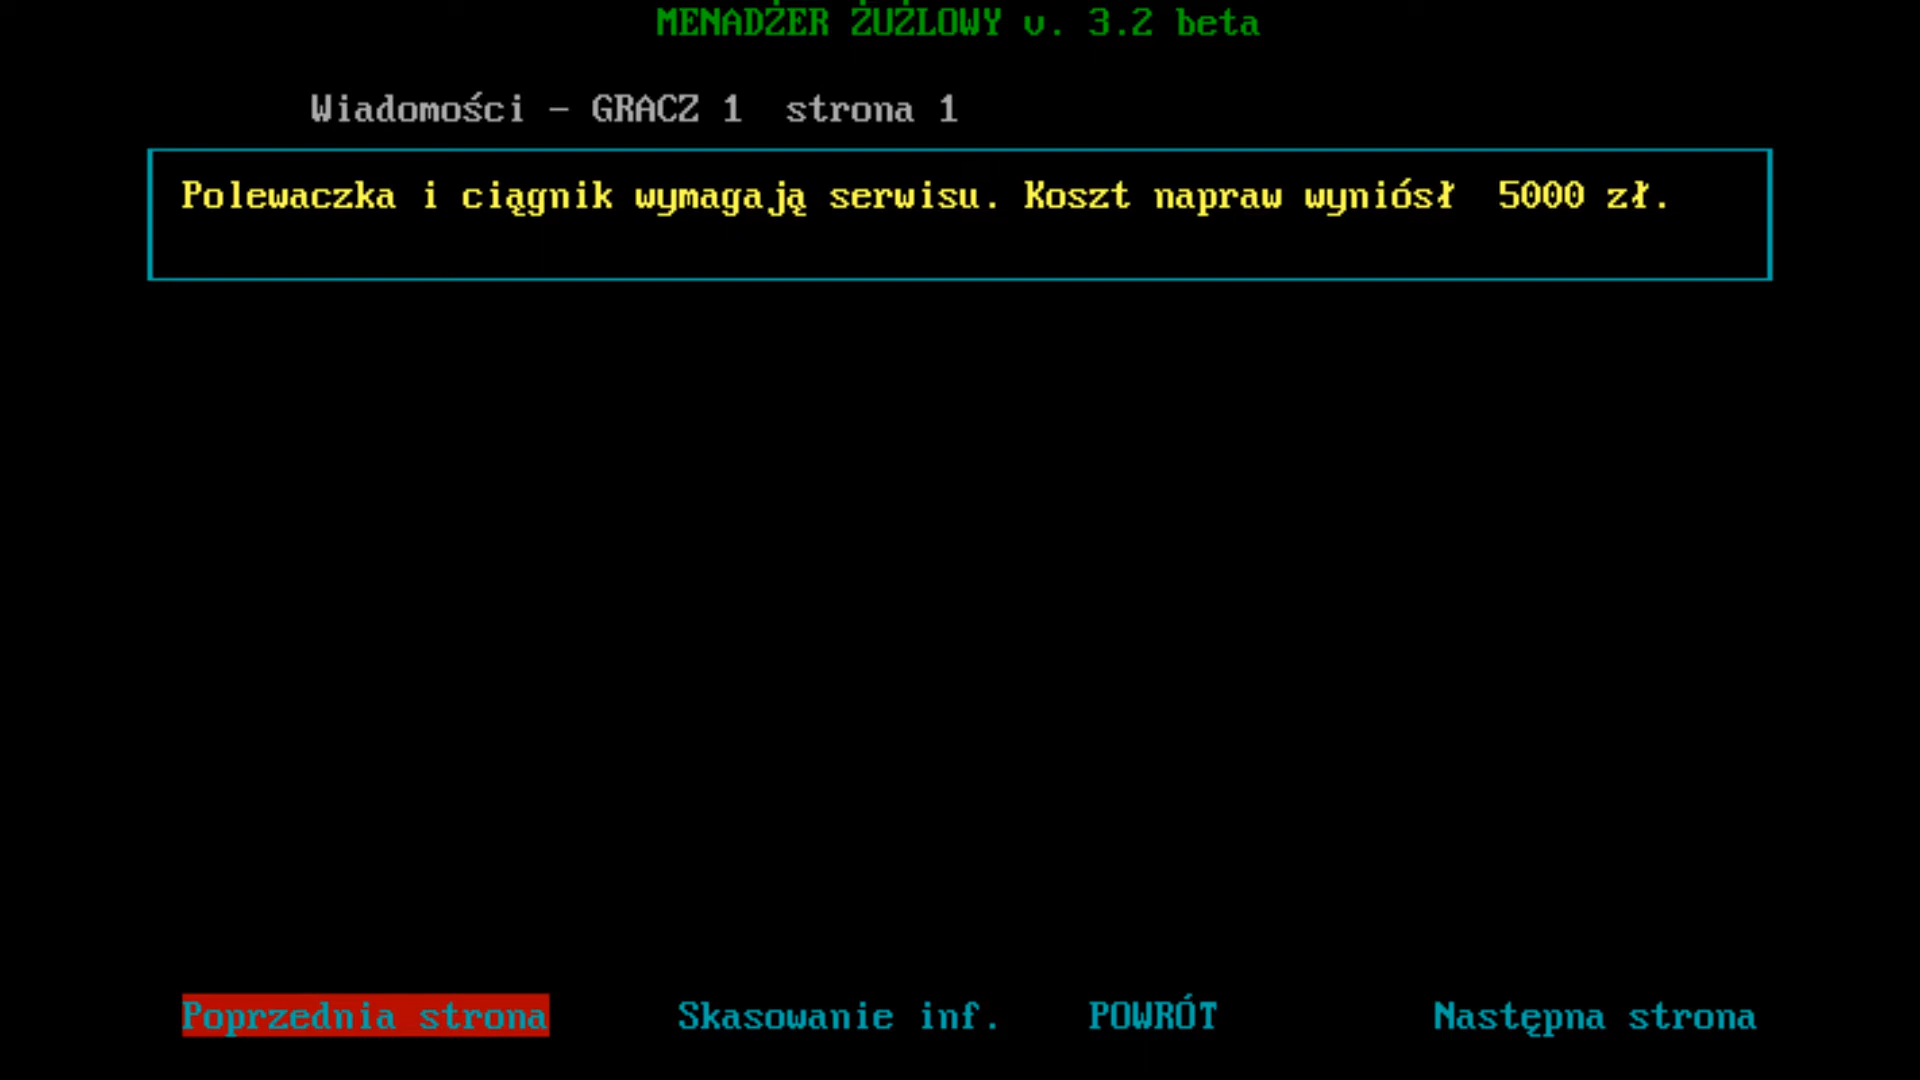 MENADŻER ŻUŻLOWY v. 3.2 beta
Wiadomości - GRACZ 1 strona 1
Polewaczka i ciągnik wymagają serwisu. Koszt napraw wyniósł 5000 zł.
Poprzednia strona Skasowanie inf. POWRÓT Następna strona